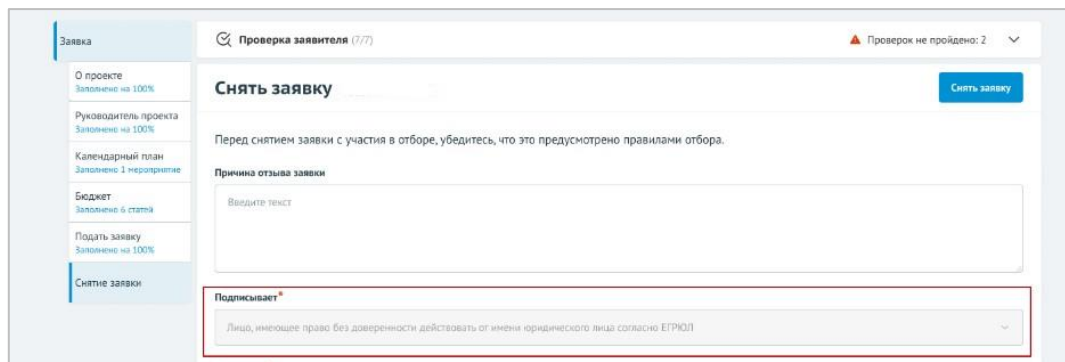 Заявка
Проверка заявителя (7/7)
Проверок не пройдено: 2
О проекте
Заполнено на 100%
Руководитель проекта
Заполнено на 100%
Календарный план
Заполнено 1 мероприятие
Бюджет
Заполнено 6 статей
Подать заявку
Заполнено на 100%
Снятие заявки
Снять заявку
Снять заявку
Перед снятием заявки с участия в отборе, убедитесь, что это предусмотрено правилами отбора.
Причина отзыва заявки
Введите текст
Подписывает*
Лицо, имеющее право без доверенности действовать от имени юридического лица согласно ЕГРЮЛ